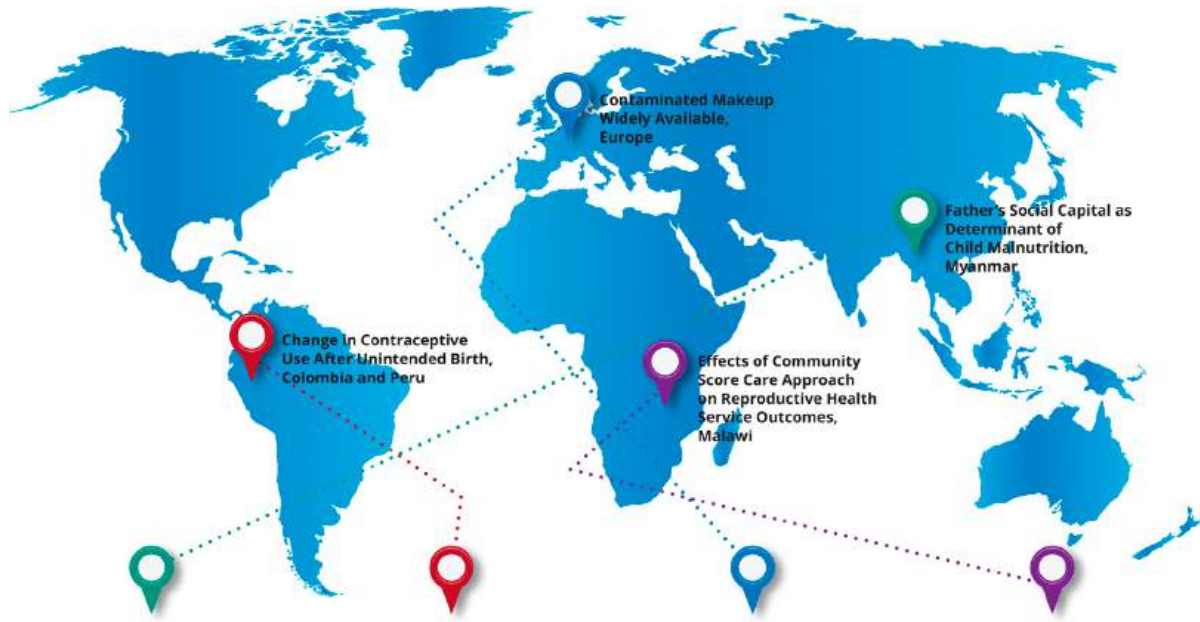 Contaminated Makeup
Widely Available,
Europe
Father's Social Capital as
Determinant of
Child Malnutrition,
Myanmar
Change in Contraceptive
Use After Unintended Birth,
Colombia and Peru
Effects of Community
Score Care Approach
on Reproductive Health
Service Outcomes,
Malawi